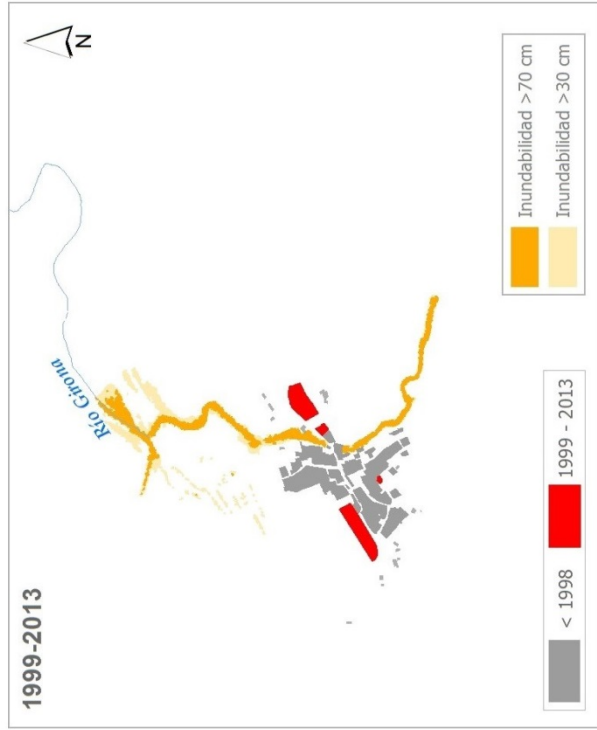 1999-2013
N
Río Girona
< 1998
1999 - 2013
Inundabilidad >70 cm
Inundabilidad >30 cm